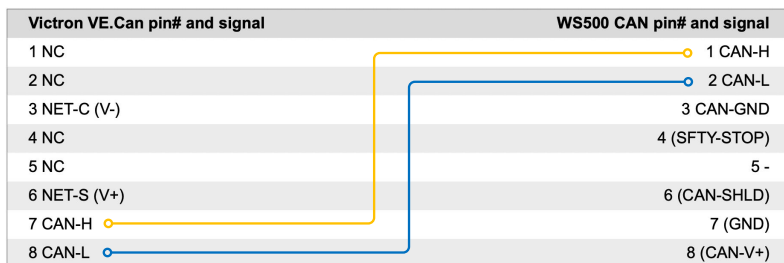 Victron VE.Can pin# and signal WS500 CAN pin# and signal
1 NC 1 CAN-H
2 NC 2 CAN-L
3 NET-C (V-) 3 CAN-GND
4 NC 4 (SFTY-STOP)
5 NC 5 -
6 NET-S (V+) 6 (CAN-SHLD)
7 CAN-H 7 (GND)
8 CAN-L 8 (CAN-V+)